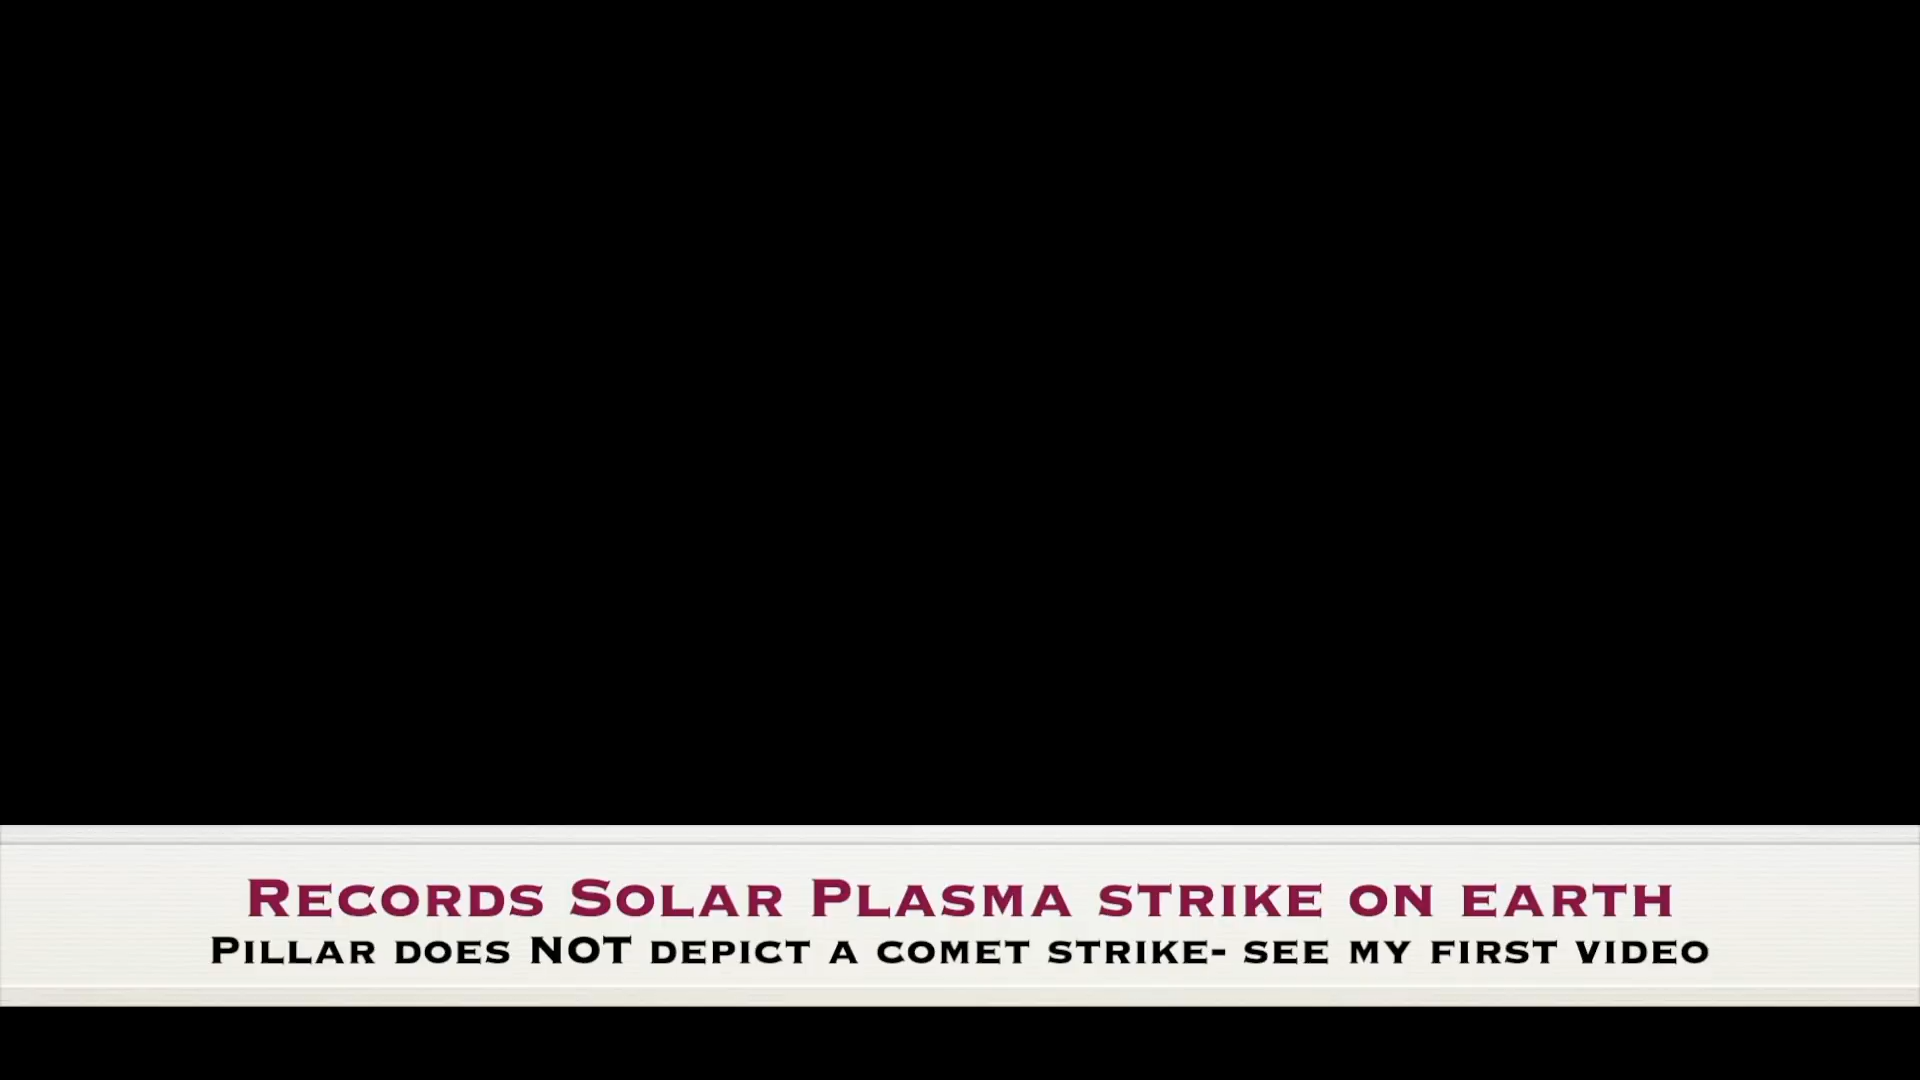 Records Solar Plasma strike on earth
Pillar does NOT depict a comet strike- see my first video